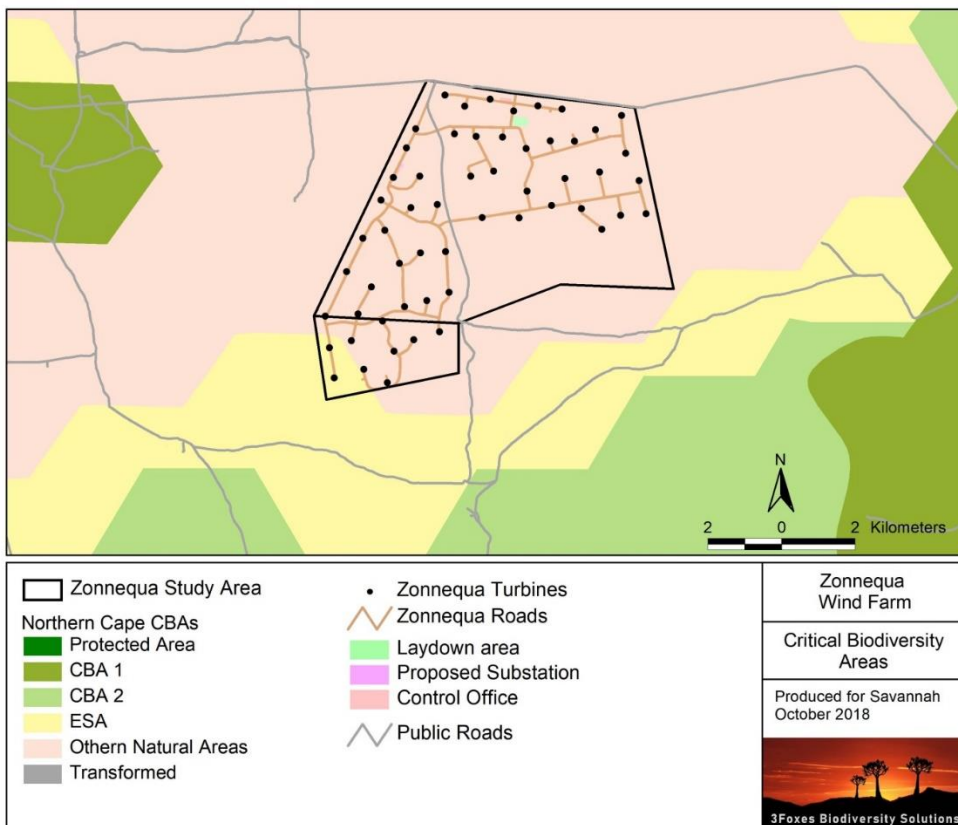 N
2 0 2 Kilometers
Zonnequa Study Area
Northern Cape CBAs
Protected Area
CBA 1
CBA 2
ESA
Othern Natural Areas
Transformed
Zonnequa Turbines
Zonnequa Roads
Laydown area
Proposed Substation
Control Office
Public Roads
Zonnequa
Wind Farm
Critical Biodiversity
Areas
Produced for Savannah
October 2018
3Foxes Biodiversity Solutions